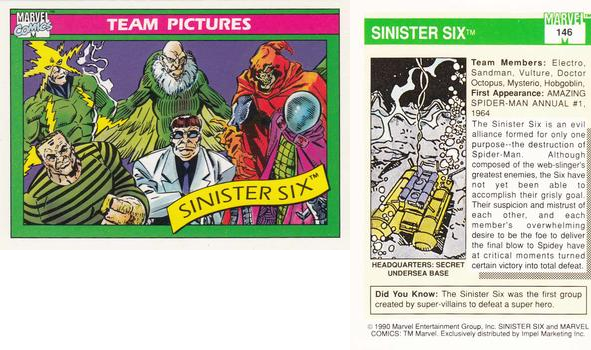 MARVEL COMICS
TEAM PICTURES
SINISTER SIX™
SINISTER SIX™
MARVEL™
146
Team Members: Electro,
Sandman, Vulture, Doctor
Octopus, Mysterio, Hobgoblin,
First Appearance: AMAZING
SPIDER-MAN ANNUAL #1,
1964
The Sinister Six is an evil
alliance formed for only one
purpose--the destruction of
Spider-Man. Although
composed of the web-slinger's
greatest enemies, the Six have
not yet been able to
accomplish their grisly goal.
Their suspicion and mistrust of
each other, and each
member's overwhelming
desire to be the foe to deliver
the final blow to Spidey have
at critical moments turned
certain victory into total defeat.
HEADQUARTERS: SECRET
UNDERSEA BASE
Did You Know: The Sinister Six was the first group
created by super-villains to defeat a super hero.
© 1990 Marvel Entertainment Group, Inc. SINISTER SIX and MARVEL
COMICS: TM Marvel. Exclusively distributed by Impel Marketing Inc.